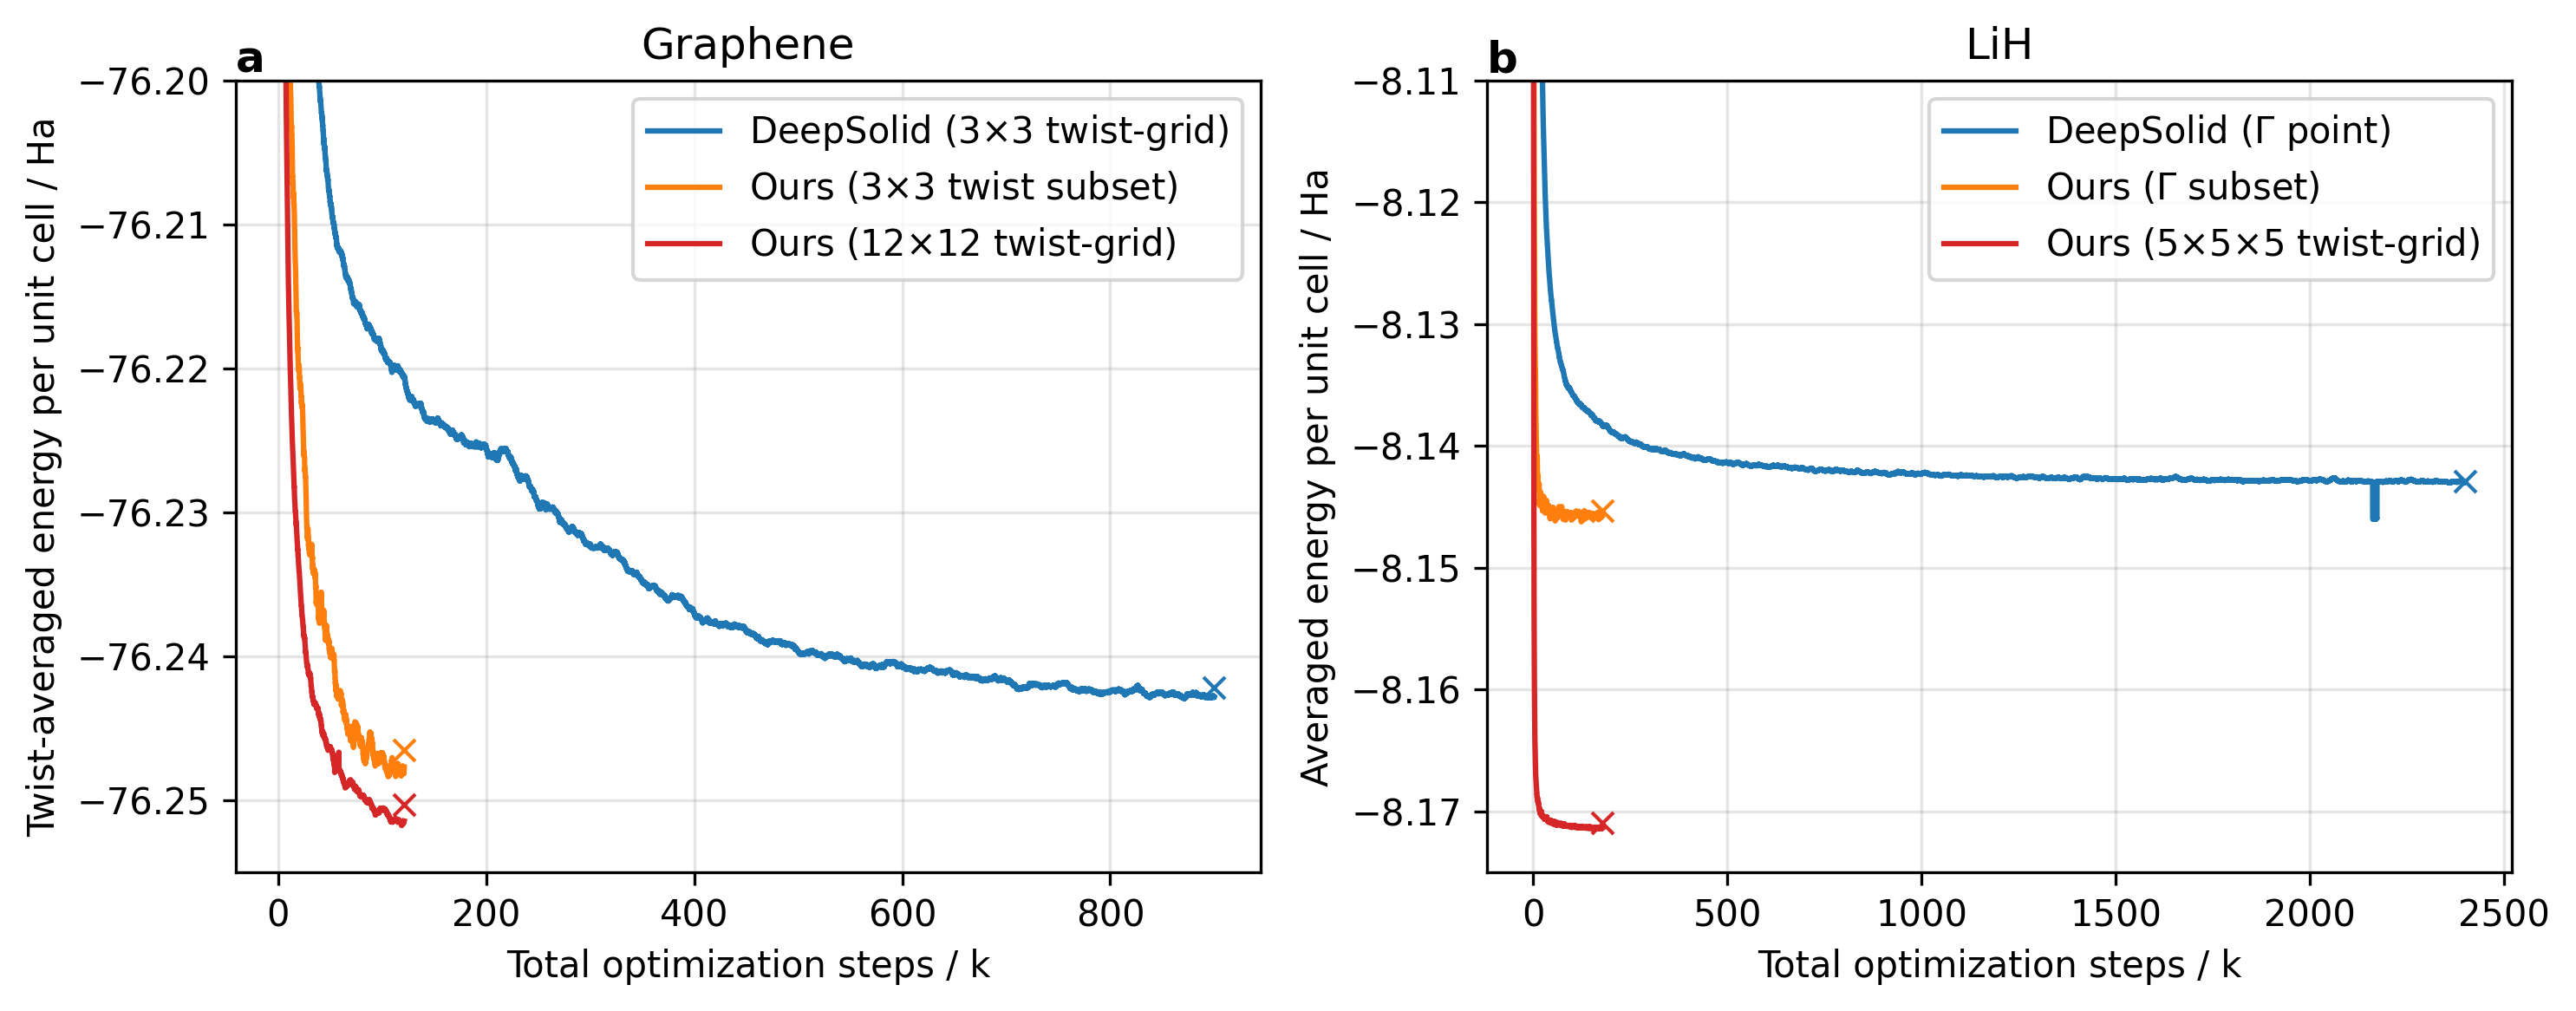 a
Graphene
−76.20
−76.21
−76.22
−76.23
−76.24
−76.25
Twist-averaged energy per unit cell / Ha
DeepSolid (3×3 twist-grid)
Ours (3×3 twist subset)
Ours (12×12 twist-grid)
0 200 400 600 800
Total optimization steps / k
b
LiH
−8.11
−8.12
−8.13
−8.14
−8.15
−8.16
−8.17
Averaged energy per unit cell / Ha
DeepSolid (Γ point)
Ours (Γ subset)
Ours (5×5×5 twist-grid)
0 500 1000 1500 2000 2500
Total optimization steps / k